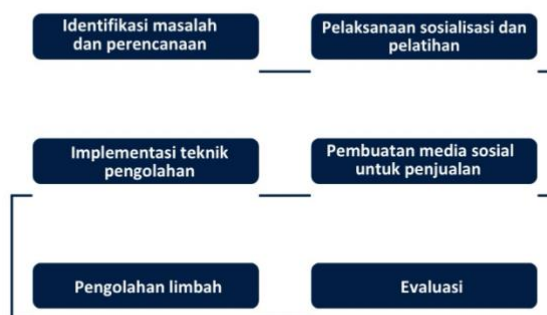 Identifikasi masalah
dan perencanaan
Pelaksanaan sosialisasi dan
pelatihan
Implementasi teknik
pengolahan
Pembuatan media sosial
untuk penjualan
Pengolahan limbah
Evaluasi